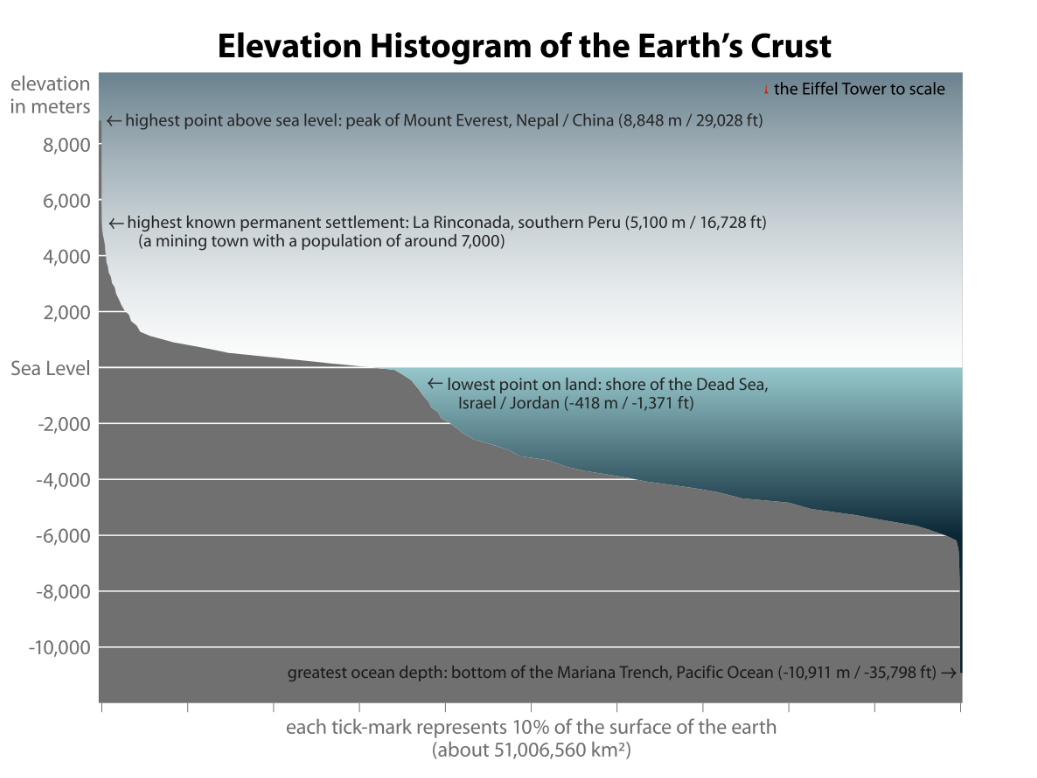 Elevation Histogram of the Earth’s Crust
elevation
in meters
the Eiffel Tower to scale
←highest point above sea level: peak of Mount Everest, Nepal / China (8,848 m / 29,028 ft)
8,000
6,000
←highest known permanent settlement: La Rinconada, southern Peru (5,100 m / 16,728 ft)
(a mining town with a population of around 7,000)
4,000
2,000
Sea Level
← lowest point on land: shore of the Dead Sea,
Israel / Jordan (-418 m / -1,371 ft)
-2,000
-4,000
-6,000
-8,000
-10,000
greatest ocean depth: bottom of the Mariana Trench, Pacific Ocean (-10,911 m / -35,798 ft) →
each tick-mark represents 10% of the surface of the earth
(about 51,006,560 km²)